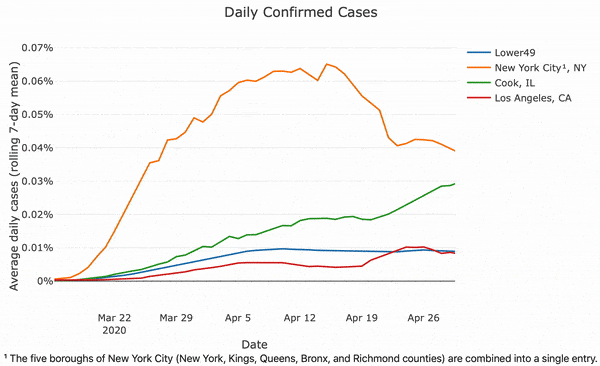 Daily Confirmed Cases
Average daily cases (rolling 7-day mean)
0.07%
0.06%
0.05%
0.04%
0.03%
0.02%
0.01%
0%
Mar 22
2020
Mar 29
Apr 5
Apr 12
Apr 19
Apr 26
Date
Lower49
New York City¹, NY
Cook, IL
Los Angeles, CA
¹ The five boroughs of New York City (New York, Kings, Queens, Bronx, and Richmond counties) are combined into a single entry.